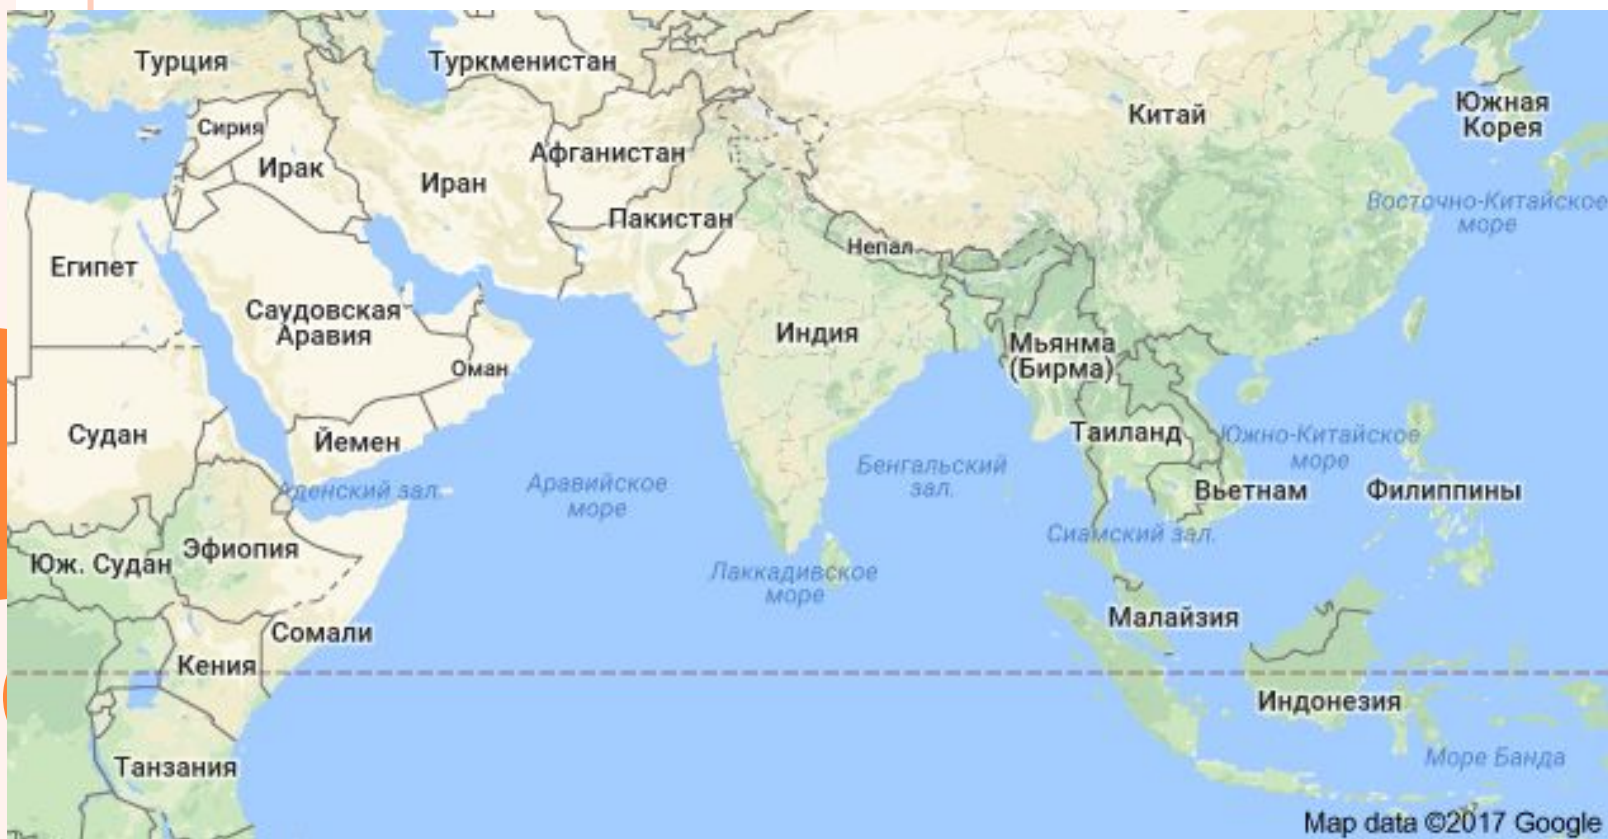 Турция
Туркменистан
Китай
Южная
Корея
Сирия
Ирак
Афганистан
Иран
Пакистан
Восточно-Китайское
море
Непал
Египет
Саудовская
Аравия
Индия
Мьянма
(Бирма)
Оман
Судан
Йемен
Таиланд
Южно-Китайское
море
Бенгальский
зал.
Аденский зал.
Аравийское
море
Вьетнам
Филиппины
Сиамский зал.
Эфиопия
Юж. Судан
Лаккадивское
море
Малайзия
Сомали
Кения
Индонезия
Танзания
Море Банда
Map data ©2017 Google